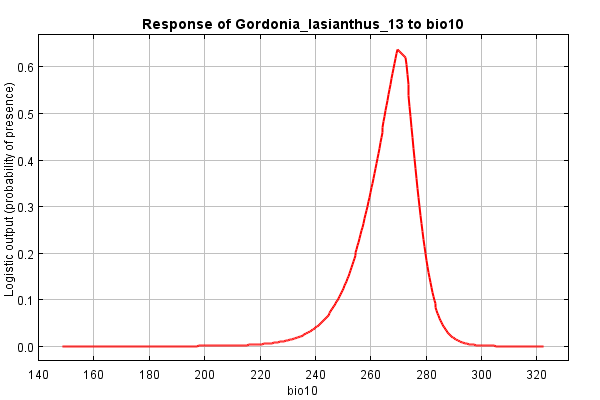 Response of Gordonia_lasianthus_13 to bio10
Logistic output (probability of presence)
0.6
0.5
0.4
0.3
0.2
0.1
0.0
140 160 180 200 220 240 260 280 300 320
bio10